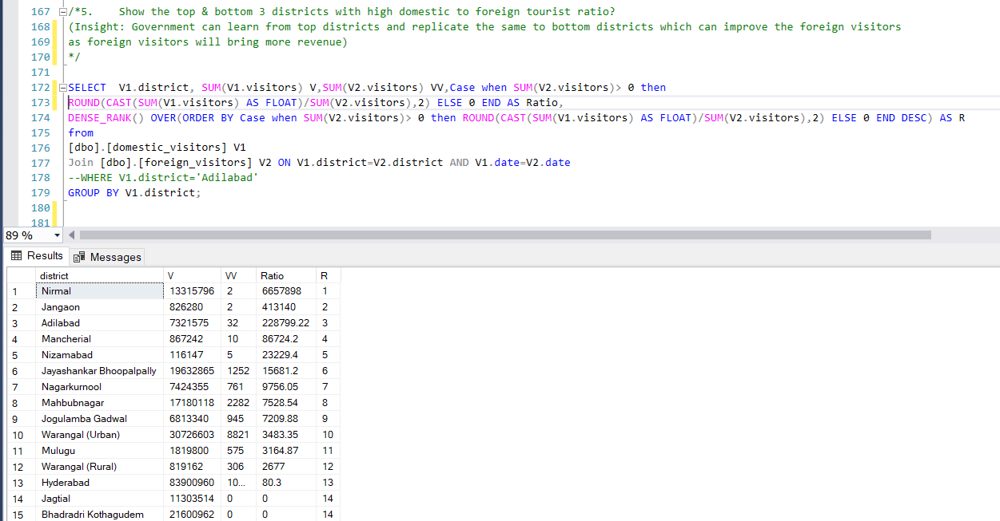 167 /*5.    Show the top & bottom 3 districts with high domestic to foreign tourist ratio?
168 (Insight: Government can learn from top districts and replicate the same to bottom districts which can improve the foreign visitors
169 as foreign visitors will bring more revenue)
170 */
171
172 SELECT  V1.district, SUM(V1.visitors) V,SUM(V2.visitors) VV,Case when SUM(V2.visitors)> 0 then
173 ROUND(CAST(SUM(V1.visitors) AS FLOAT)/SUM(V2.visitors),2) ELSE 0 END AS Ratio,
174 DENSE_RANK() OVER(ORDER BY Case when SUM(V2.visitors)> 0 then ROUND(CAST(SUM(V1.visitors) AS FLOAT)/SUM(V2.visitors),2) ELSE 0 END DESC) AS R
175 from
176 [dbo].[domestic_visitors] V1
177 Join [dbo].[foreign_visitors] V2 ON V1.district=V2.district AND V1.date=V2.date
178 --WHERE V1.district='Adilabad'
179 GROUP BY V1.district;
180
181
89 %
Results Messages
district V VV Ratio R
1 Nirmal 13315796 2 6657898 1
2 Jangaon 826280 2 413140 2
3 Adilabad 7321575 32 228799.22 3
4 Mancherial 867242 10 86724.2 4
5 Nizamabad 116147 5 23229.4 5
6 Jayashankar Bhoopalpally 19632865 1252 15681.2 6
7 Nagarkurnool 7424355 761 9756.05 7
8 Mahbubnagar 17180118 2282 7528.54 8
9 Jogulamba Gadwal 6813340 945 7209.88 9
10 Warangal (Urban) 30726603 8821 3483.35 10
11 Mulugu 1819800 575 3164.87 11
12 Warangal (Rural) 819162 306 2677 12
13 Hyderabad 83900960 10... 80.3 13
14 Jagtial 11303514 0 0 14
15 Bhadradri Kothagudem 21600962 0 0 14